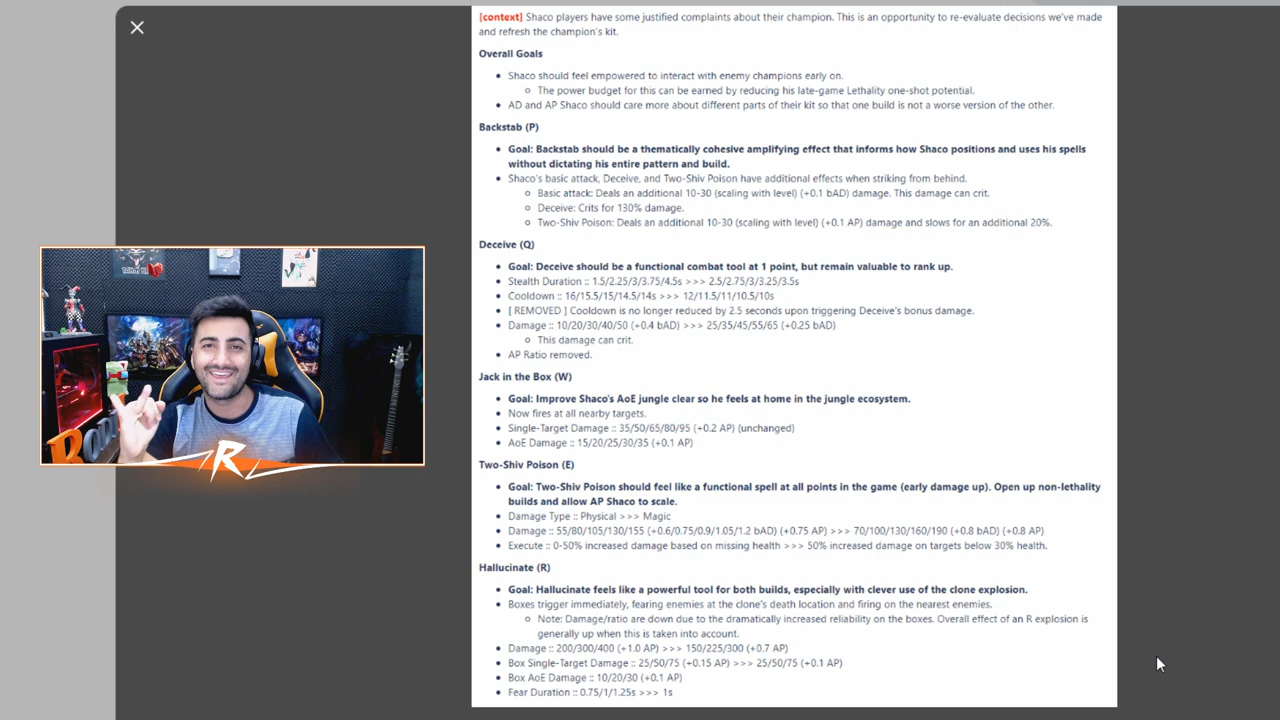 [context] Shaco players have some justified complaints about their champion. This is an opportunity to re-evaluate decisions we've made
and refresh the champion's kit.
Overall Goals
• Shaco should feel empowered to interact with enemy champions early on.
○ The power budget for this can be earned by reducing his late-game Lethality one-shot potential.
• AD and AP Shaco should care more about different parts of their kit so that one build is not a worse version of the other.
Backstab (P)
• Goal: Backstab should be a thematically cohesive amplifying effect that informs how Shaco positions and uses his spells
without dictating his entire pattern and build.
• Shaco's basic attack, Deceive, and Two-Shiv Poison have additional effects when striking from behind.
○ Basic attack: Deals an additional 10-30 (scaling with level) (+0.1 bAD) damage. This damage can crit.
○ Deceive: Crits for 130% damage.
○ Two-Shiv Poison: Deals an additional 10-30 (scaling with level) (+0.1 AP) damage and slows for an additional 20%.
Deceive (Q)
• Goal: Deceive should be a functional combat tool at 1 point, but remain valuable to rank up.
• Stealth Duration :: 1.5/2.25/3/3.75/4.5s >>> 2.5/2.75/3/3.25/3.5s
• Cooldown :: 16/15.5/15/14.5/14s >>> 12/11.5/11/10.5/10s
• [ REMOVED ] Cooldown is no longer reduced by 2.5 seconds upon triggering Deceive's bonus damage.
• Damage :: 10/20/30/40/50 (+0.4 bAD) >>> 25/35/45/55/65 (+0.25 bAD)
○ This damage can crit.
• AP Ratio removed.
Jack in the Box (W)
• Goal: Improve Shaco's AoE jungle clear so he feels at home in the jungle ecosystem.
• Now fires at all nearby targets.
• Single-Target Damage :: 35/50/65/80/95 (+0.2 AP) (unchanged)
• AoE Damage :: 15/20/25/30/35 (+0.1 AP)
Two-Shiv Poison (E)
• Goal: Two-Shiv Poison should feel like a functional spell at all points in the game (early damage up). Open up non-lethality
builds and allow AP Shaco to scale.
• Damage Type :: Physical >>> Magic
• Damage :: 55/80/105/130/155 (+0.6/0.75/0.9/1.05/1.2 bAD) (+0.75 AP) >>> 70/100/130/160/190 (+0.8 bAD) (+0.8 AP)
• Execute :: 0-50% increased damage based on missing health >>> 50% increased damage on targets below 30% health.
Hallucinate (R)
• Goal: Hallucinate feels like a powerful tool for both builds, especially with clever use of the clone explosion.
• Boxes trigger immediately, fearing enemies at the clone's death location and firing on the nearest enemies.
○ Note: Damage/ratio are down due to the dramatically increased reliability on the boxes. Overall effect of an R explosion is
generally up when this is taken into account.
• Damage :: 200/300/400 (+1.0 AP) >>> 150/225/300 (+0.7 AP)
• Box Single-Target Damage :: 25/50/75 (+0.15 AP) >>> 25/50/75 (+0.1 AP)
• Box AoE Damage :: 10/20/30 (+0.1 AP)
• Fear Duration :: 0.75/1/1.25s >>> 1s
R